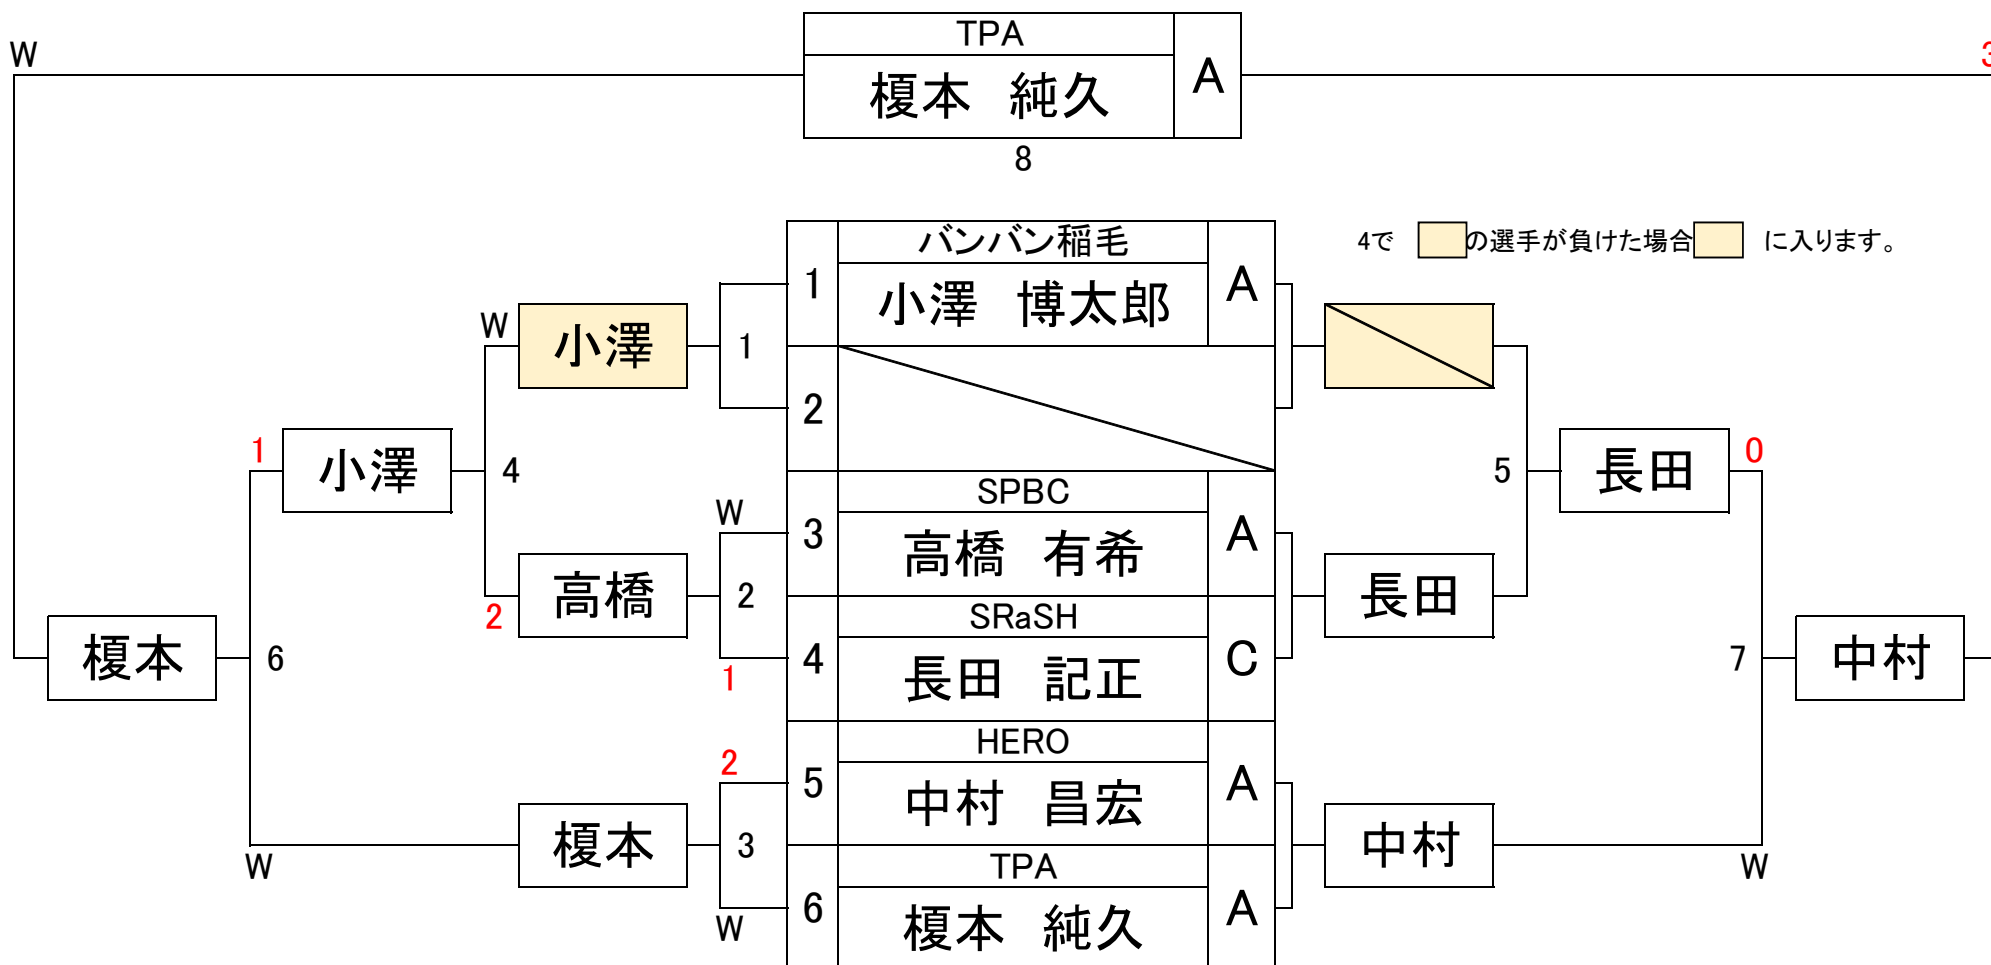 TPA
W
3
榎本 純久
A
8
バンバン稲毛
4で の選手が負けた場合 に入ります。
1
小澤 博太郎
A
W
小澤
1
2
1
小澤
4
5
長田
0
SPBC
W
3
高橋 有希
A
高橋
2
長田
2
SRaSH
榎本
6
4
長田 記正
C
7
中村
1
HERO
2
5
中村 昌宏
A
榎本
3
中村
W
TPA
W
6
榎本 純久
A
W